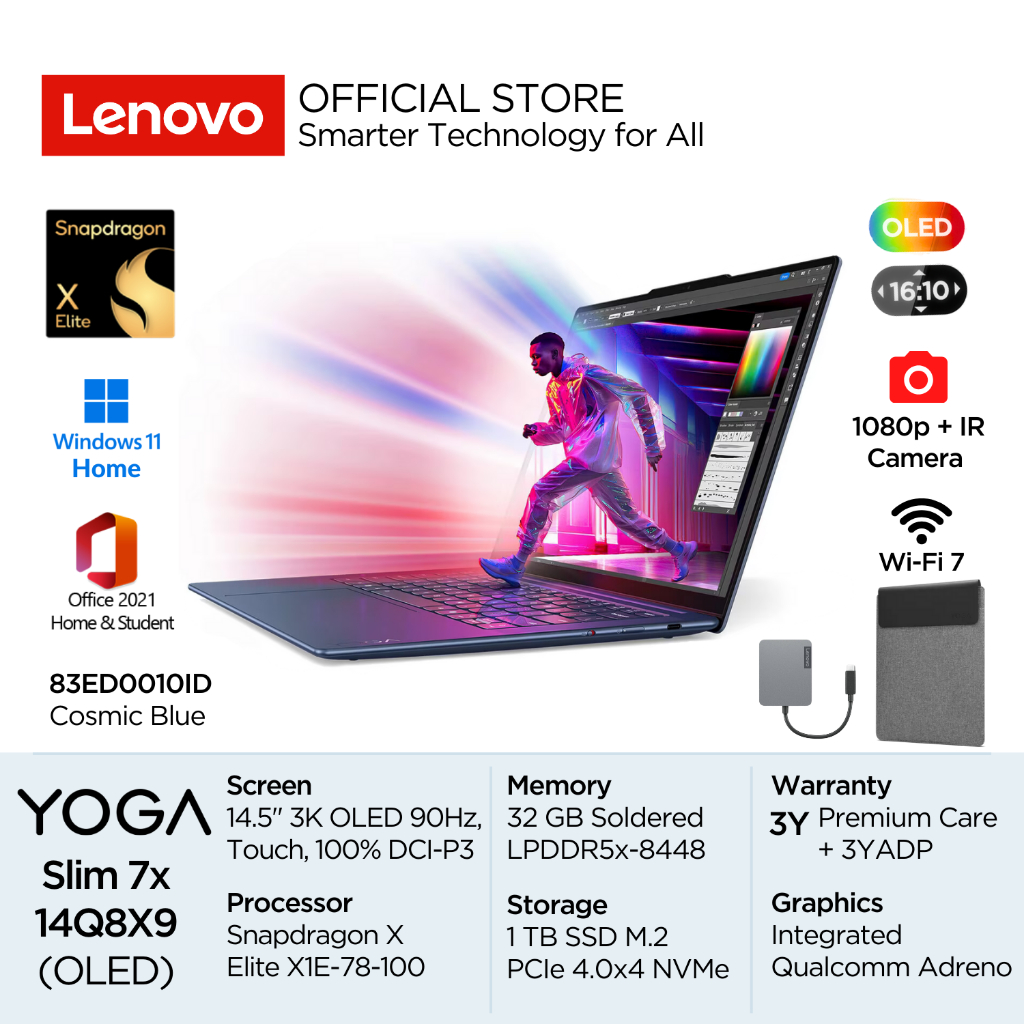 Lenovo
OFFICIAL STORE
Smarter Technology for All
Snapdragon
X
Elite
Windows 11
Home
Office 2021
Home & Student
83ED0010ID
Cosmic Blue
OLED
16:10
1080p + IR
Camera
Wi-Fi 7
YOGA
Slim 7x
14Q8X9
(OLED)
Screen
14.5" 3K OLED 90Hz,
Touch, 100% DCI-P3
Processor
Snapdragon X
Elite X1E-78-100
Memory
32 GB Soldered
LPDDR5x-8448
Storage
1 TB SSD M.2
PCIe 4.0x4 NVMe
Warranty
3Y Premium Care
+ 3YADP
Graphics
Integrated
Qualcomm Adreno